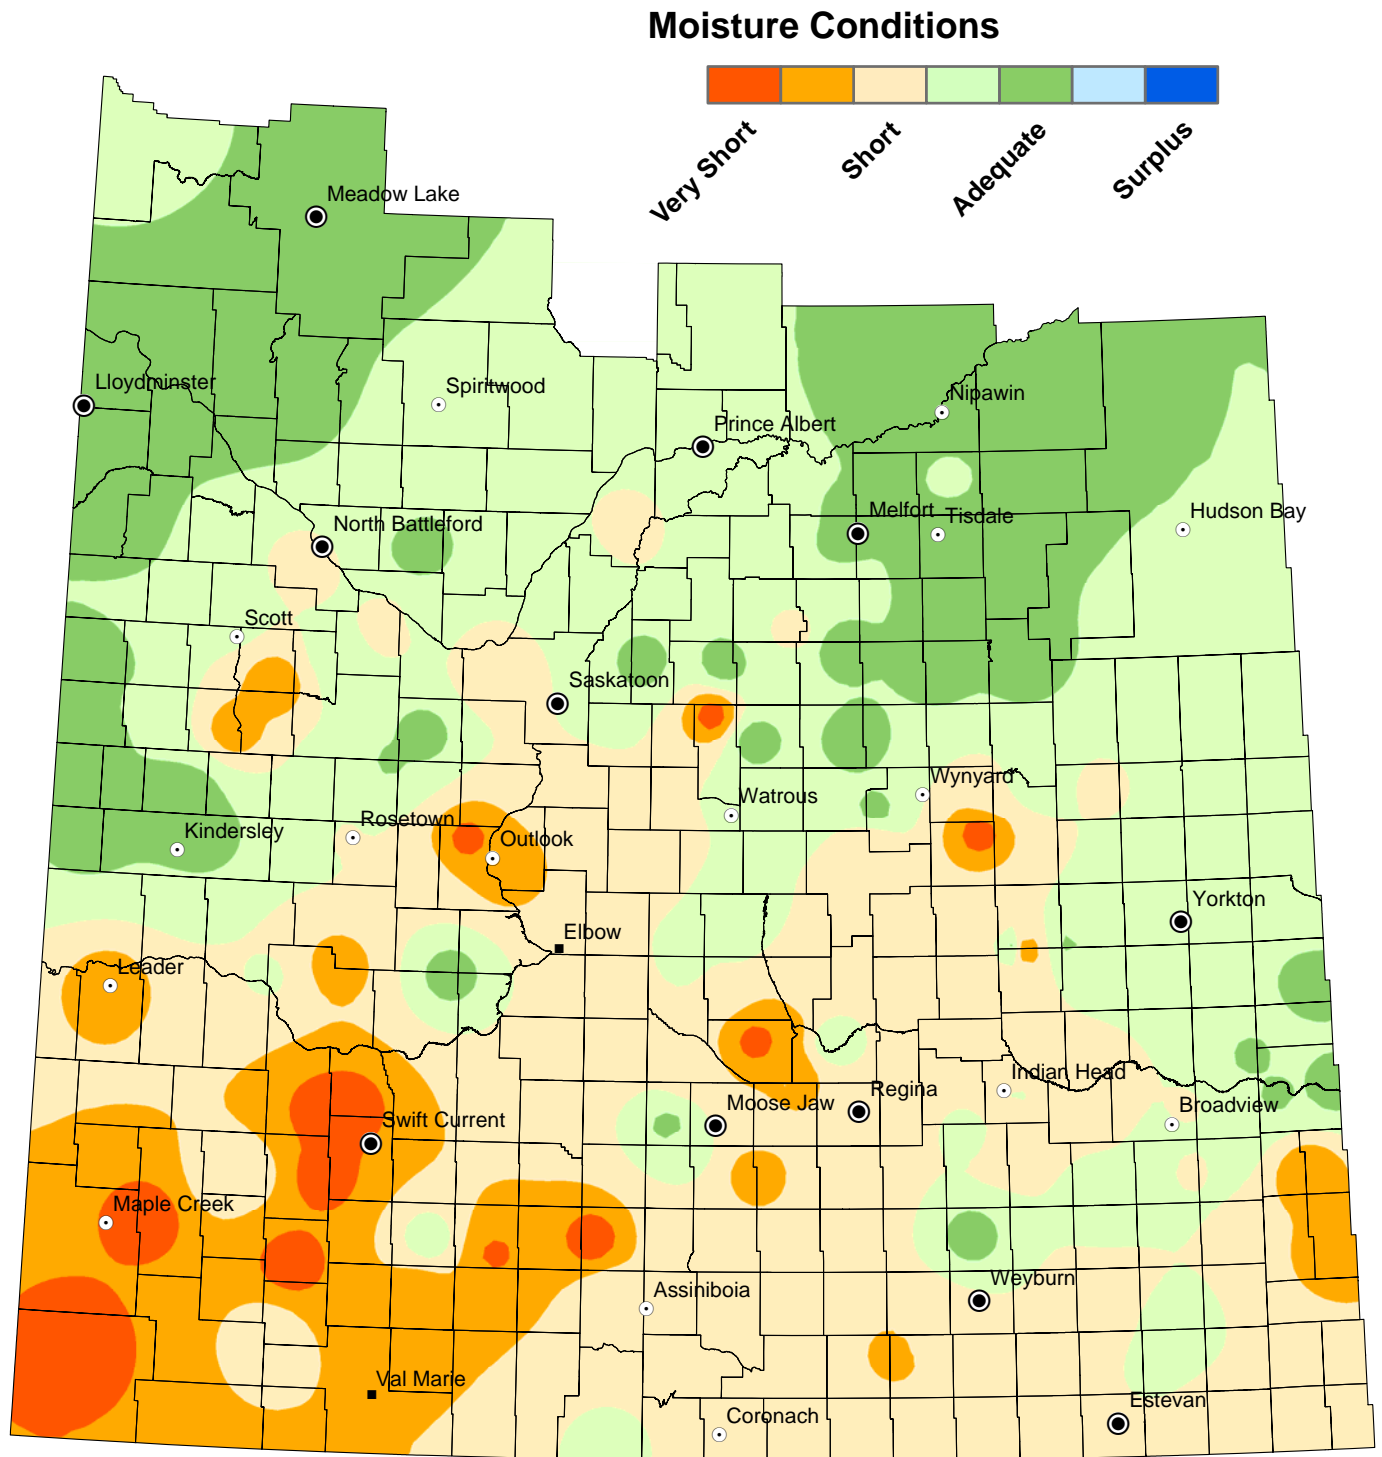 Moisture Conditions
Very Short
Short
Adequate
Surplus
Meadow Lake
Lloydminster
Spiritwood
Nipawin
Prince Albert
Melfort
Tisdale
Hudson Bay
North Battleford
Scott
Saskatoon
Wynyard
Watrous
Rosetown
Kindersley
Outlook
Yorkton
Elbow
Leader
Indian Head
Regina
Moose Jaw
Broadview
Swift Current
Maple Creek
Weyburn
Assiniboia
Val Marie
Estevan
Coronach